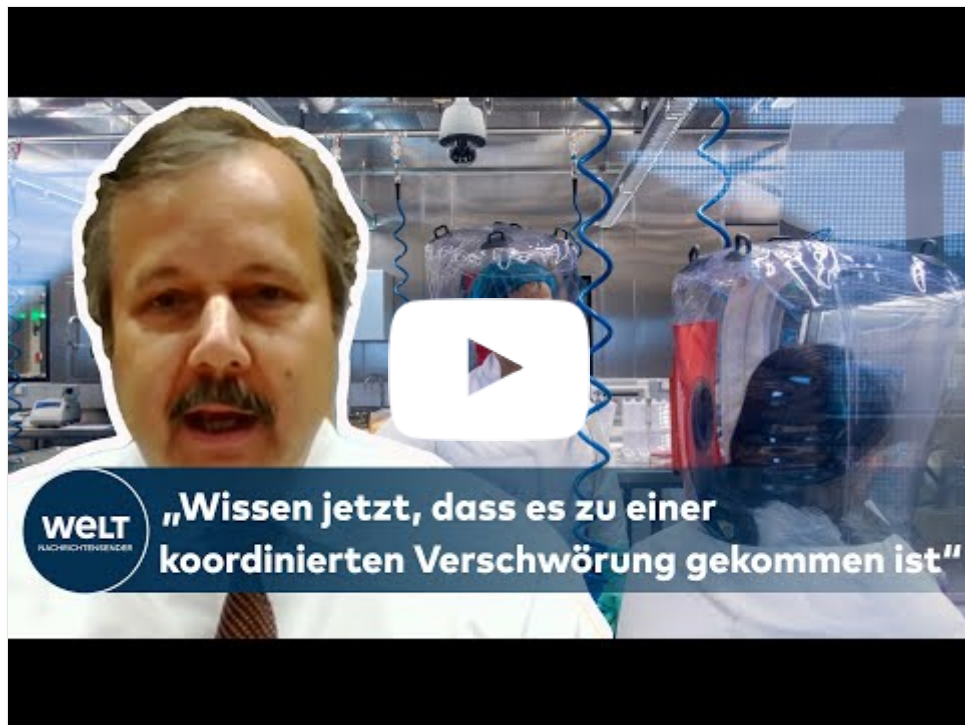 WELT
NACHRICHTENSENDER
„Wissen jetzt, dass es zu einer
koordinierten Verschwörung gekommen ist“